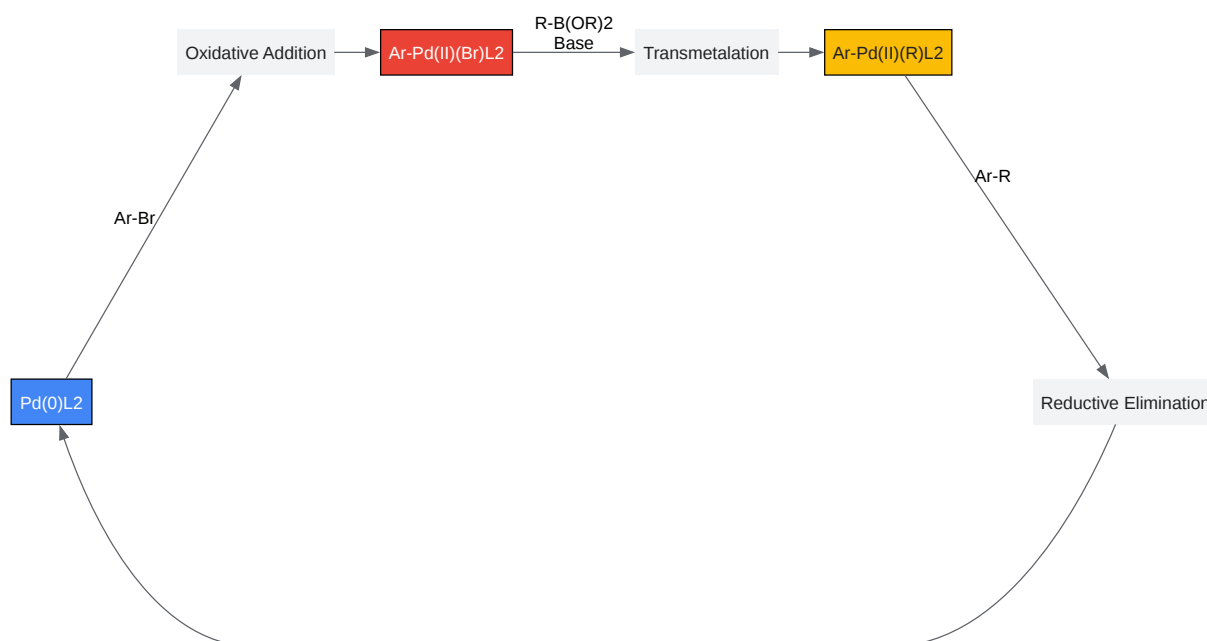 R-B(OR)2
Base
Oxidative Addition
Ar-Pd(II)(Br)L2
Transmetalation
Ar-Pd(II)(R)L2
Ar-R
Ar-Br
Pd(0)L2
Reductive Elimination